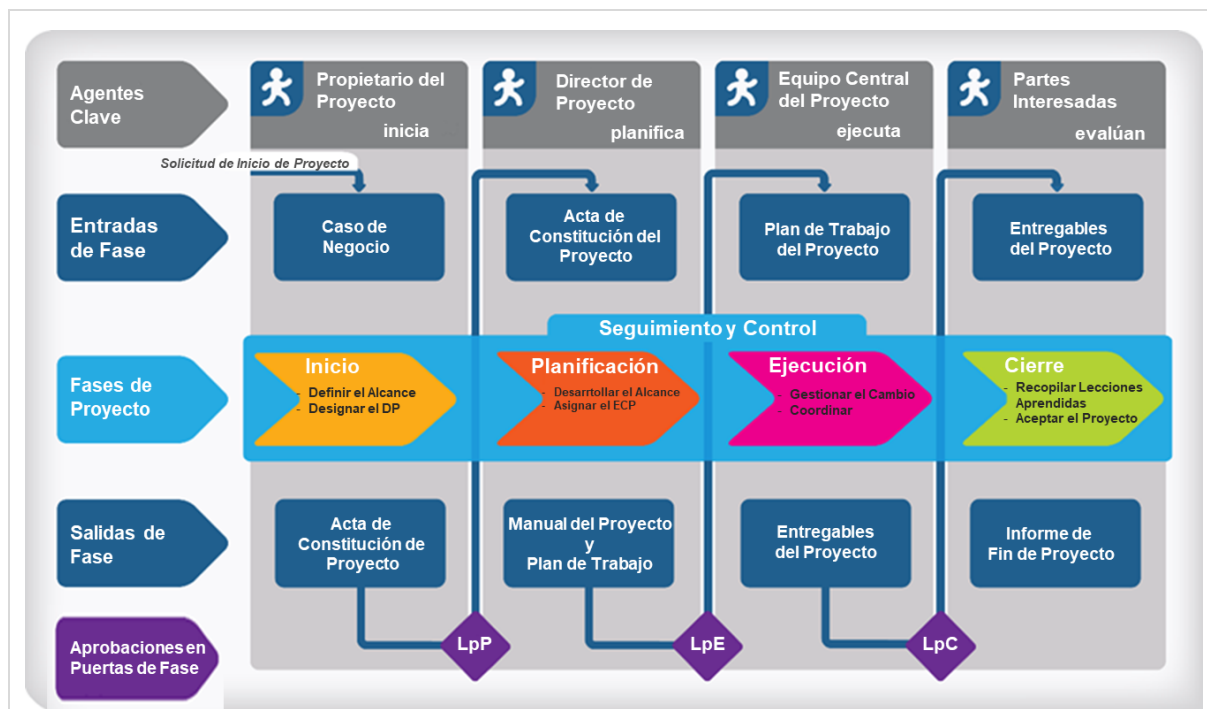 Agentes
Clave
Propietario del
Proyecto
inicia
Director de
Proyecto
planifica
Equipo Central
del Proyecto
ejecuta
Partes
Interesadas
evalúan
Solicitud de Inicio de Proyecto
Entradas
de Fase
Caso de
Negocio
Acta de
Constitución del
Proyecto
Plan de Trabajo
del Proyecto
Entregables
del Proyecto
Seguimiento y Control
Fases de
Proyecto
Inicio
- Definir el Alcance
- Designar el DP
Planificación
- Desartollar el Alcance
- Asignar el ECP
Ejecución
- Gestionar el Cambio
- Coordinar
Cierre
- Recopilar Lecciones
Aprendidas
- Aceptar el Proyecto
Salidas de
Fase
Acta de
Constitución de
Proyecto
Manual del Proyecto
y
Plan de Trabajo
Entregables
del Proyecto
Informe de
Fin de Proyecto
Aprobaciones en
Puertas de Fase
LpP
LpE
LpC